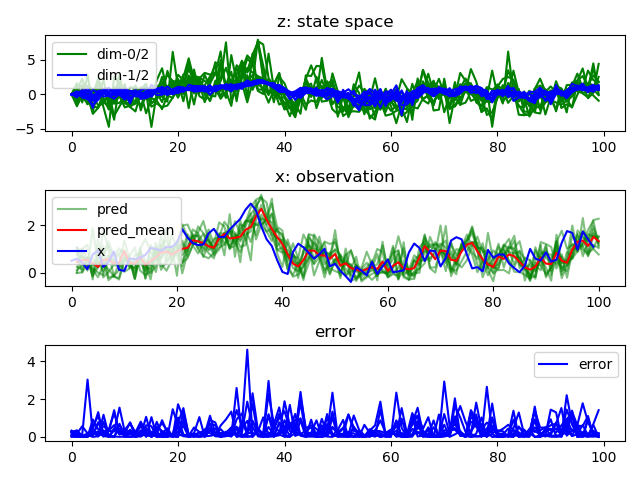 z: state space
5
0
−5
dim-0/2
dim-1/2
0 20 40 60 80 100
x: observation
2
0
pred
pred_mean
x
0 20 40 60 80 100
error
4
2
0
error
0 20 40 60 80 100